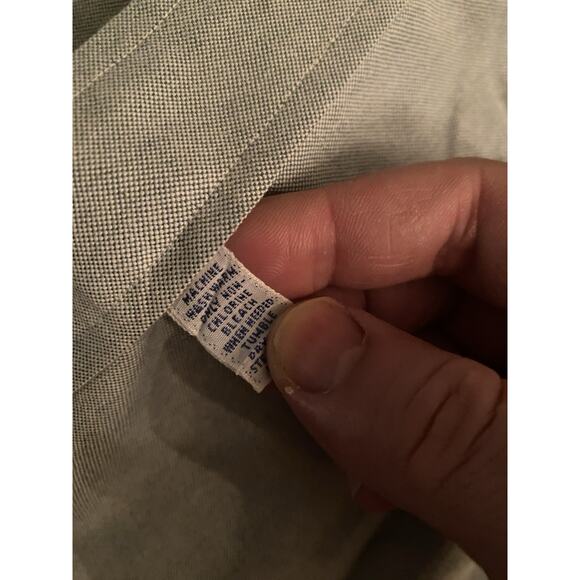 MACHINE
WASH WARM:
ONLY NON-
CHLORINE
BLEACH
WHEN NEEDED
TUMBLE